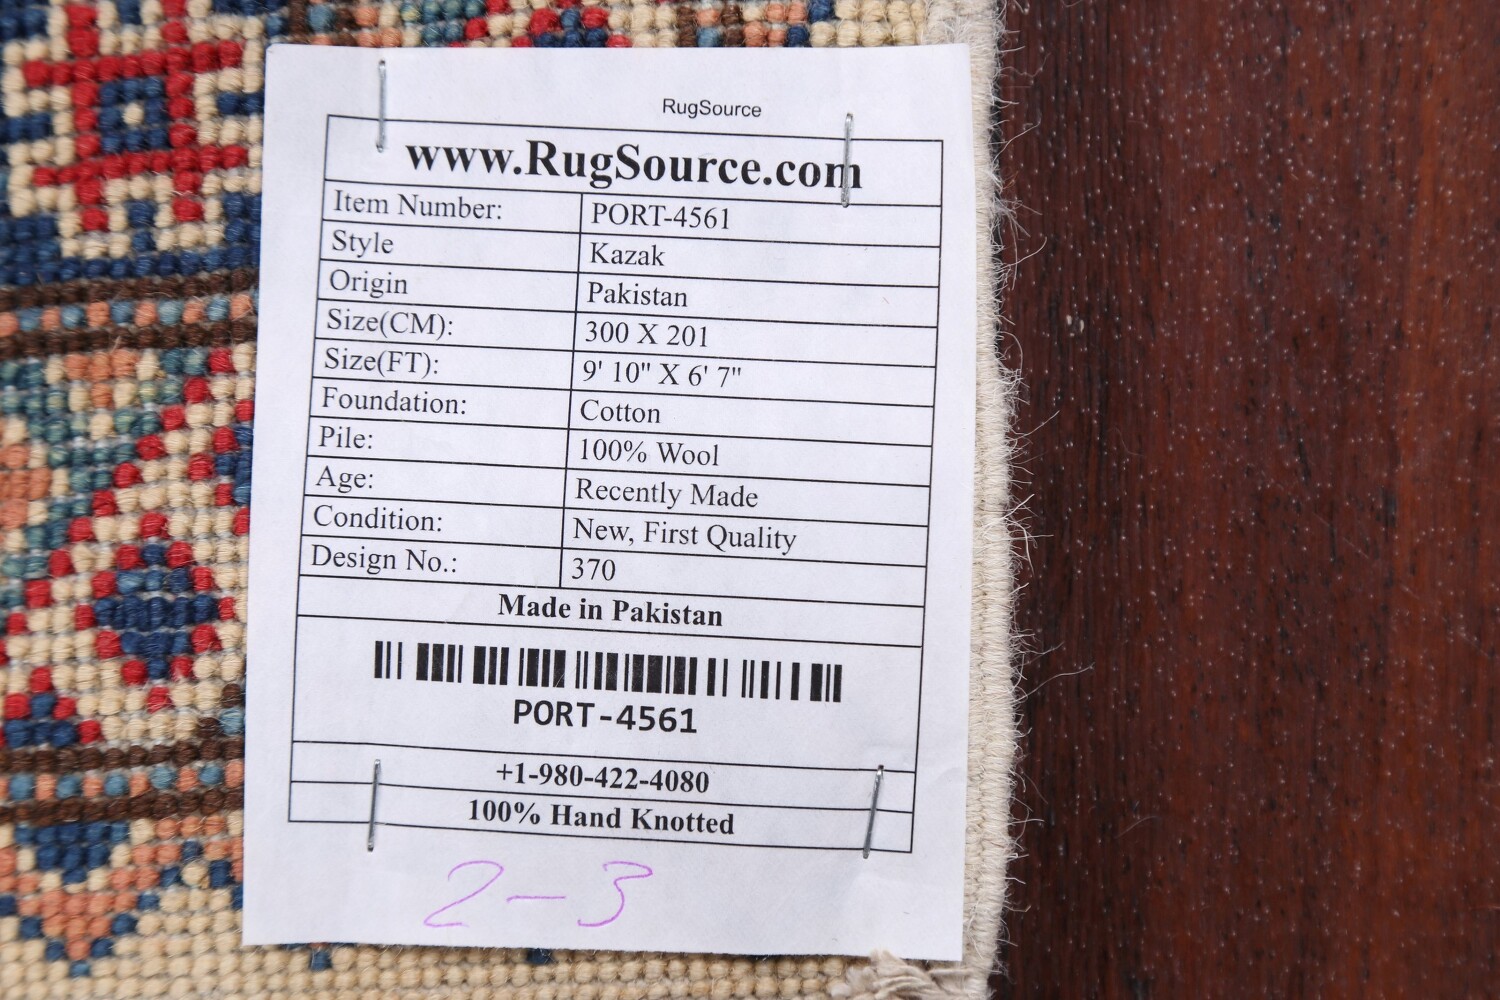 RugSource
www.RugSource.com
Item Number: PORT-4561
Style Kazak
Origin Pakistan
Size(CM): 300 X 201
Size(FT): 9' 10" X 6' 7"
Foundation: Cotton
Pile: 100% Wool
Age: Recently Made
Condition: New, First Quality
Design No.: 370
Made in Pakistan
PORT-4561
+1-980-422-4080
100% Hand Knotted
2-3